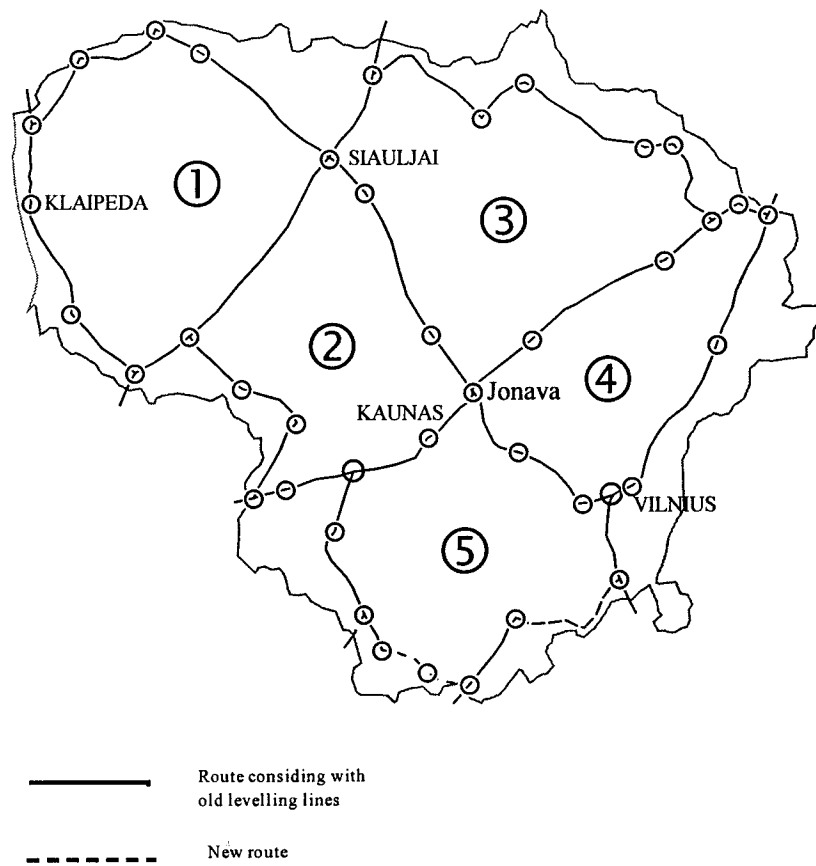 1
SIAULJAI
KLAIPEDA
3
2
4
Jonava
KAUNAS
VILNIUS
5
Route considing with
old levelling lines
New route